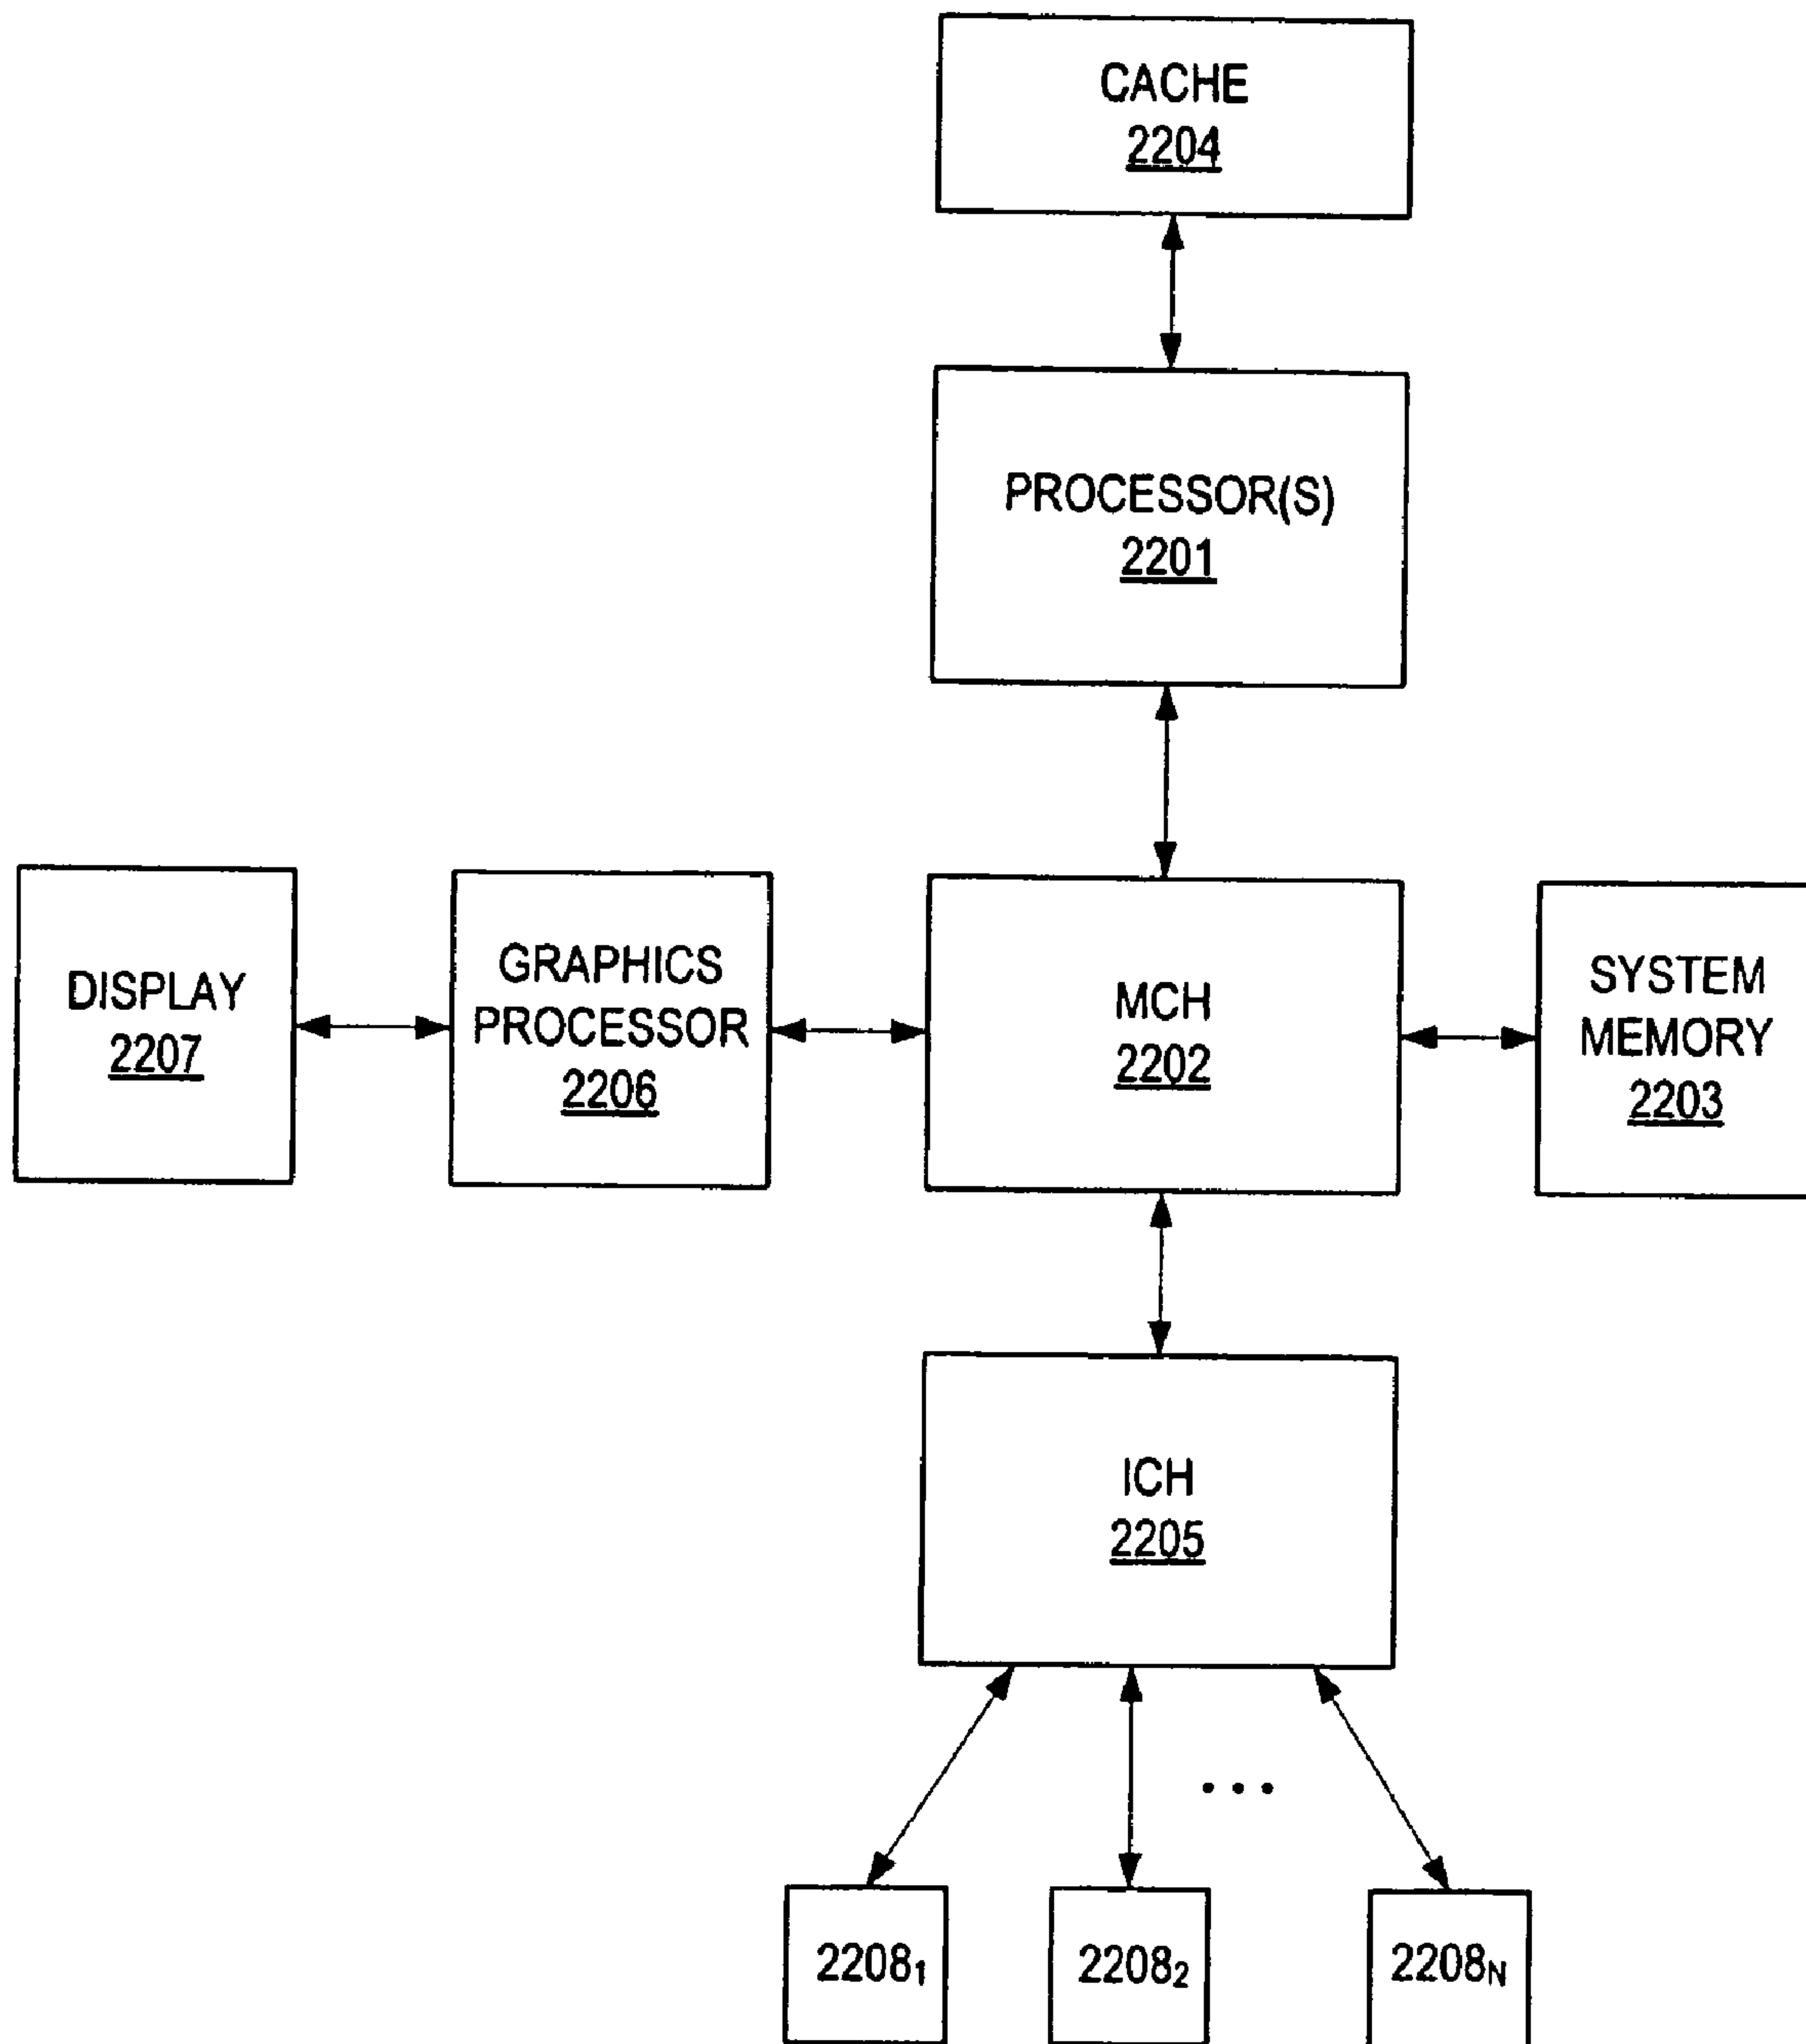 CACHE
2204
PROCESSOR(S)
2201
DISPLAY
2207
GRAPHICS
PROCESSOR
2206
MCH
2202
SYSTEM
MEMORY
2203
ICH
2205
...
2208₁
2208₂
2208N